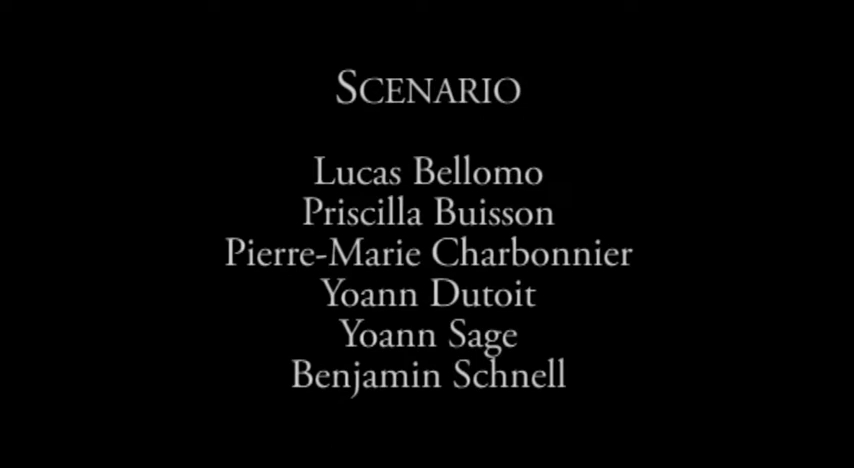 SCENARIO
Lucas Bellomo
Priscilla Buisson
Pierre-Marie Charbonnier
Yoann Dutoit
Yoann Sage
Benjamin Schnell